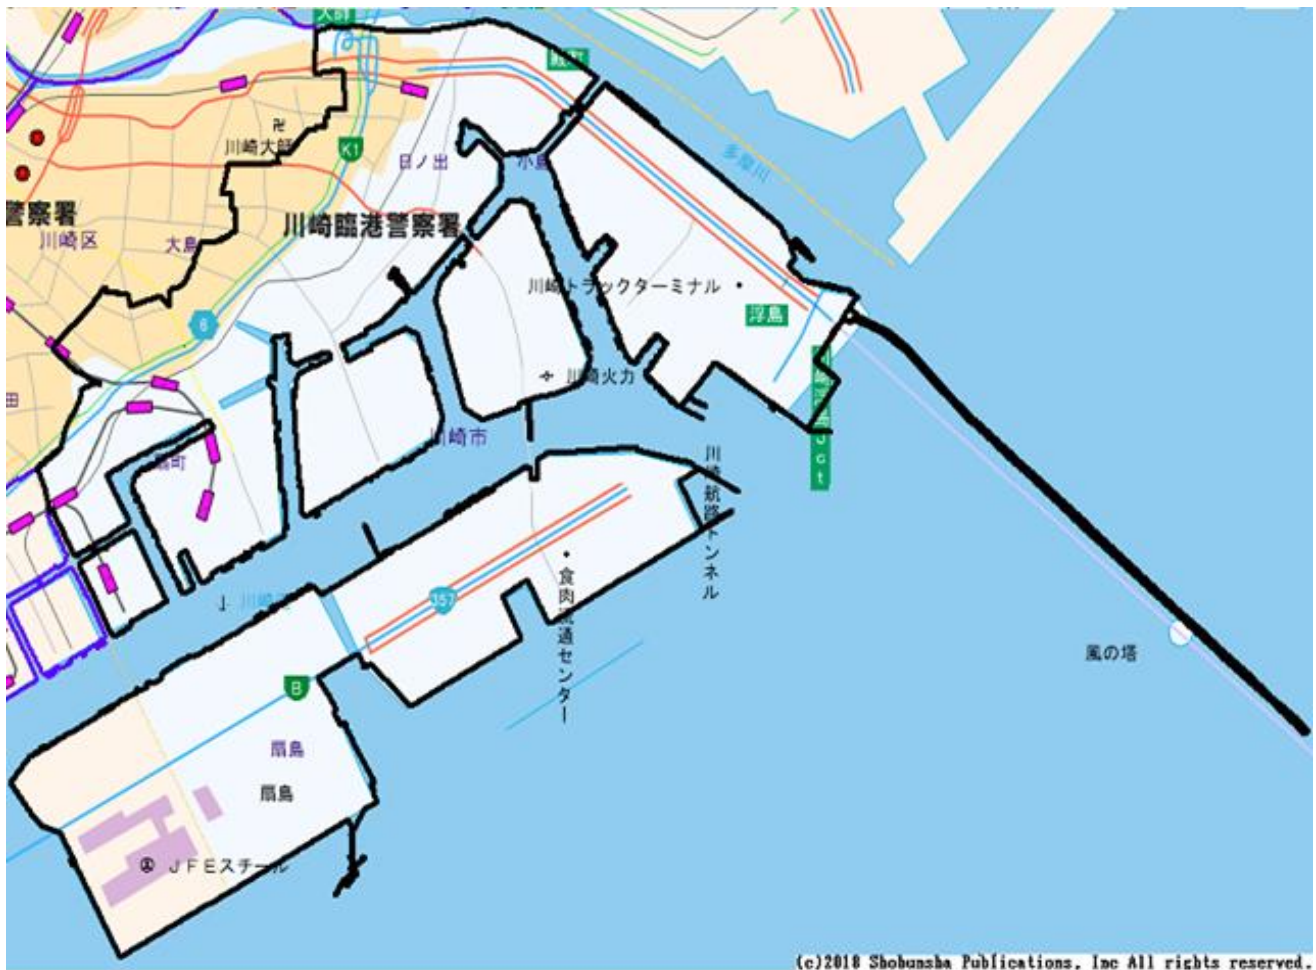 大師
殿町
卍
川崎大師
K1
日ノ出
小島
多摩川
警察署
川崎区
大島
川崎臨港警察署
川崎トラックターミナル
浮島
6
川崎火力
川崎市
田
扇町
川崎航路トンネル
食肉流通センター
357
風の塔
B
扇島
扇島
JFEスチール
(c)2018 Shobunsha Publications, Inc All rights reserved.